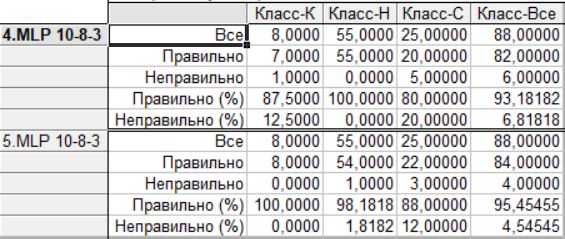 Класс-К Класс-Н Класс-С Класс-Все
4.MLP 10-8-3 Все 8,0000 55,0000 25,00000 88,00000
Правильно 7,0000 55,0000 20,00000 82,00000
Неправильно 1,0000 0,0000 5,00000 6,00000
Правильно (%) 87,5000 100,0000 80,00000 93,18182
Неправильно (%) 12,5000 0,0000 20,00000 6,81818
5.MLP 10-8-3 Все 8,0000 55,0000 25,00000 88,00000
Правильно 8,0000 54,0000 22,00000 84,00000
Неправильно 0,0000 1,0000 3,00000 4,00000
Правильно (%) 100,0000 98,1818 88,00000 95,45455
Неправильно (%) 0,0000 1,8182 12,00000 4,54545